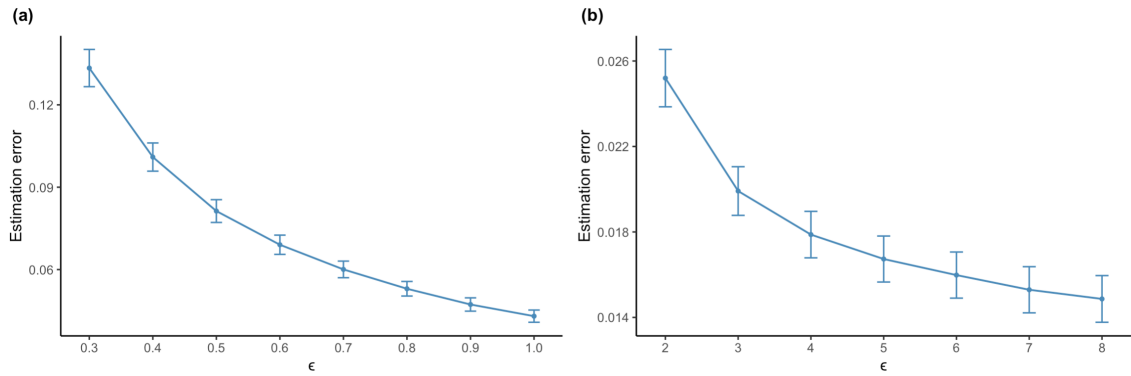 (a)
Estimation error
0.12
0.09
0.06
0.3 0.4 0.5 0.6 0.7 0.8 0.9 1.0
ϵ
(b)
Estimation error
0.026
0.022
0.018
0.014
2 3 4 5 6 7 8
ϵ